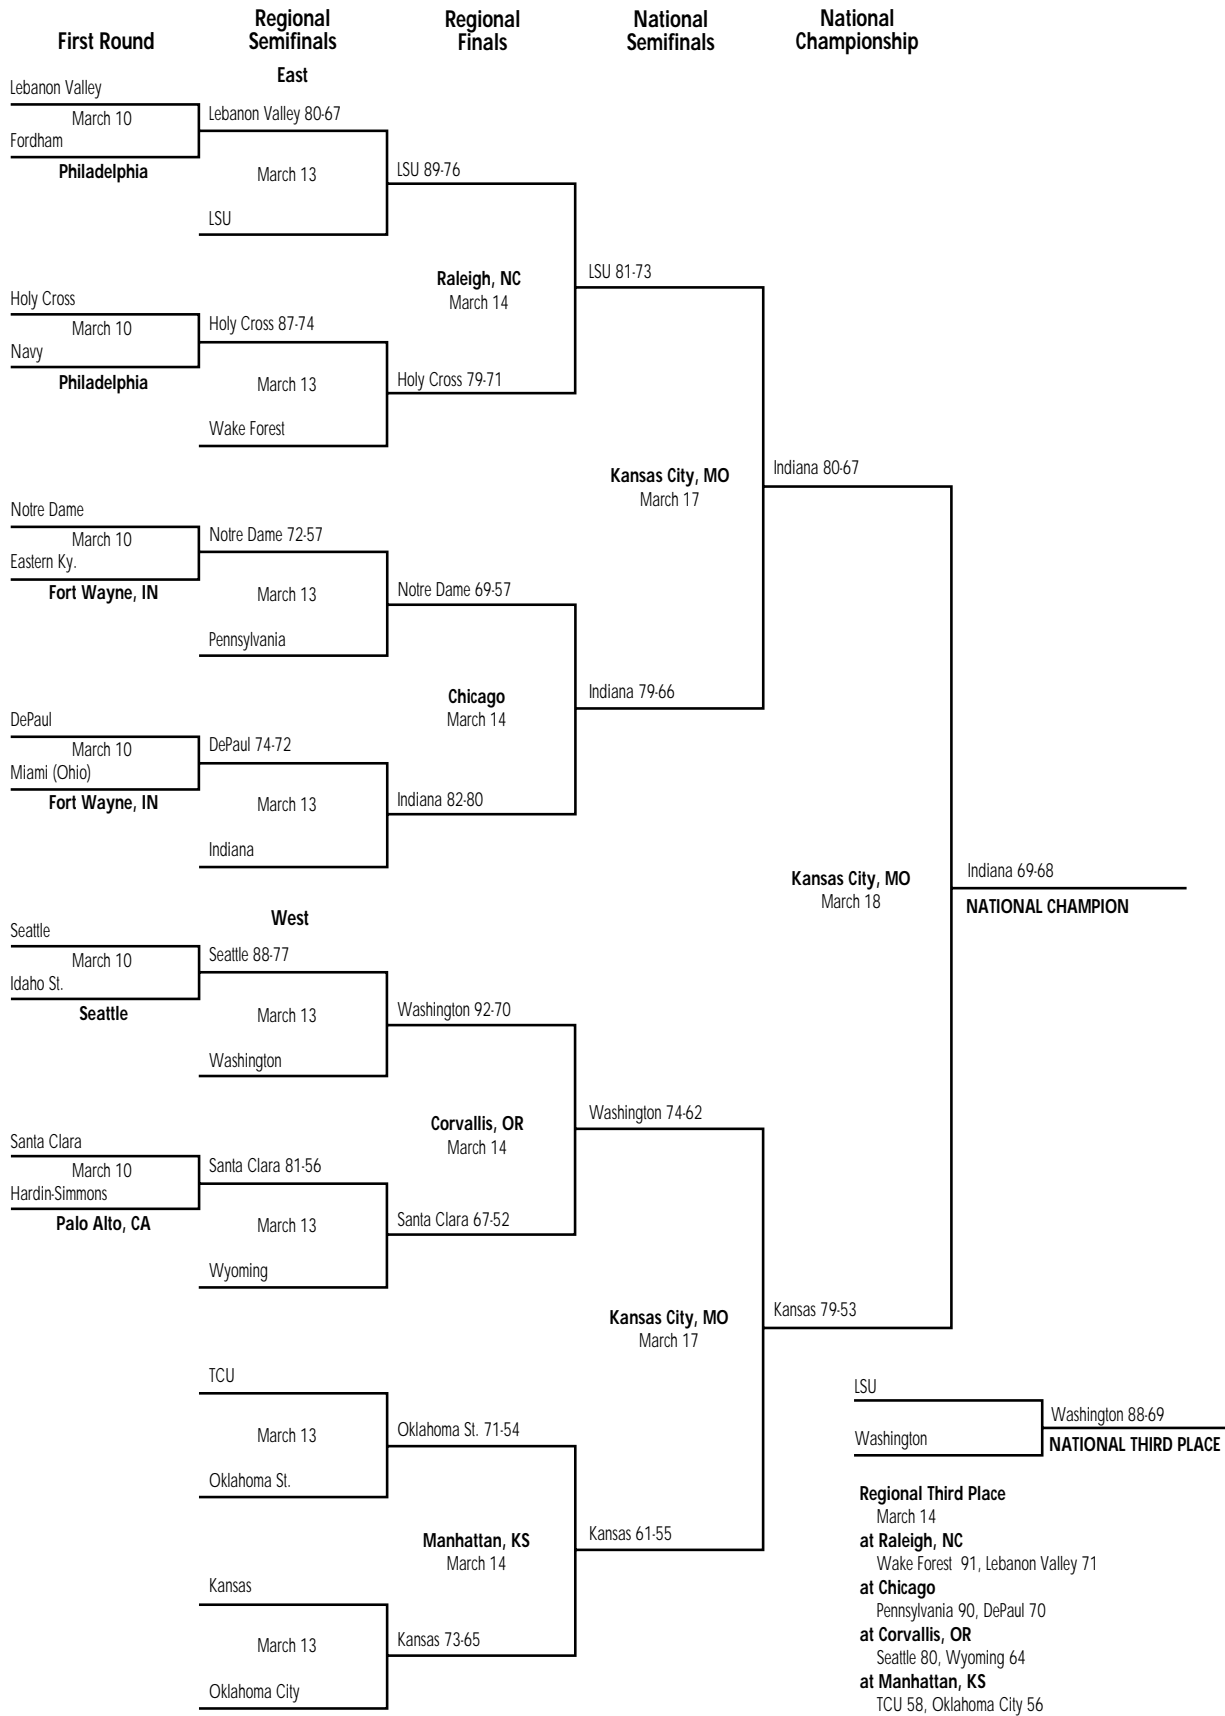 First Round
Regional
Semifinals
Regional
Finals
National
Semifinals
National
Championship
East
Lebanon Valley
March 10
Fordham
Philadelphia
Lebanon Valley 80-67
March 13
LSU
LSU 89-76
Holy Cross
March 10
Navy
Philadelphia
Holy Cross 87-74
March 13
Wake Forest
Holy Cross 79-71
Raleigh, NC
March 14
LSU 81-73
Notre Dame
March 10
Eastern Ky.
Fort Wayne, IN
Notre Dame 72-57
March 13
Pennsylvania
Notre Dame 69-57
DePaul
March 10
Miami (Ohio)
Fort Wayne, IN
DePaul 74-72
March 13
Indiana
Indiana 82-80
Chicago
March 14
Indiana 79-66
Kansas City, MO
March 17
Indiana 80-67
West
Seattle
March 10
Idaho St.
Seattle
Seattle 88-77
March 13
Washington
Washington 92-70
Santa Clara
March 10
Hardin-Simmons
Palo Alto, CA
Santa Clara 81-56
March 13
Wyoming
Santa Clara 67-52
Corvallis, OR
March 14
Washington 74-62
TCU
March 13
Oklahoma St.
Oklahoma St. 71-54
Kansas
March 13
Oklahoma City
Kansas 73-65
Manhattan, KS
March 14
Kansas 61-55
Kansas City, MO
March 17
Kansas 79-53
Kansas City, MO
March 18
Indiana 69-68
NATIONAL CHAMPION
LSU
Washington
Washington 88-69
NATIONAL THIRD PLACE
Regional Third Place
March 14
at Raleigh, NC
Wake Forest 91, Lebanon Valley 71
at Chicago
Pennsylvania 90, DePaul 70
at Corvallis, OR
Seattle 80, Wyoming 64
at Manhattan, KS
TCU 58, Oklahoma City 56